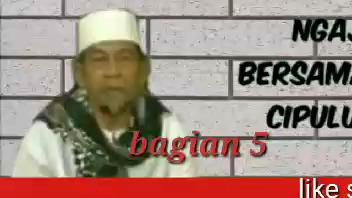 NGAJ
BERSAMA
CIPULU
bagian 5
like s